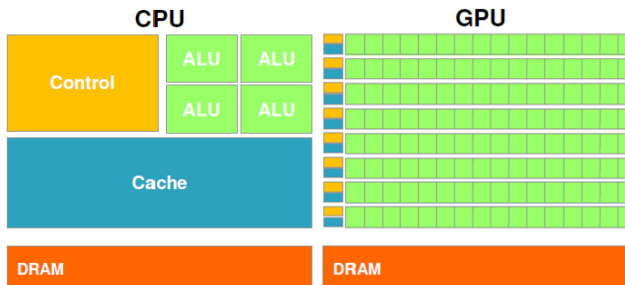 CPU
GPU
Control
ALU
ALU
ALU
ALU
Cache
DRAM
DRAM